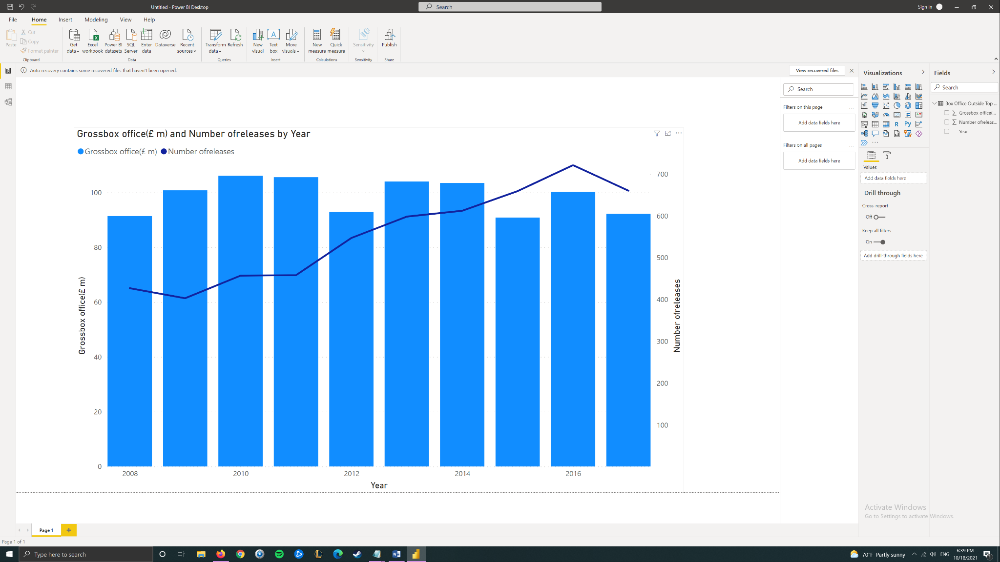 Untitled - Power BI Desktop
Search
Sign in
File Home Insert Modeling View Help
Paste
Cut
Copy
Format painter
Clipboard
Get data
Excel workbook
Power BI datasets
SQL Server
Enter data
Dataverse
Recent sources
Data
Transform data
Refresh
Queries
New visual
Text box
More visuals
Insert
New measure
Quick measure
Calculations
Sensitivity
Sensitivity
Publish
Share
Auto recovery contains some recovered files that haven't been opened.
View recovered files
Grossbox office(£ m) and Number ofreleases by Year
Grossbox office(£ m) Number ofreleases
100
80
60
40
20
0
Grossbox office(£ m)
700
600
500
400
300
200
100
Number ofreleases
2008 2010 2012 2014 2016
Year
Search
Filters on this page ...
Add data fields here
Filters on all pages ...
Add data fields here
Visualizations
R Py
...
Values
Add data fields here
Drill through
Cross report
Off
Keep all filters
On
Add drill-through fields here
Fields
Search
Box Office Outside Top ...
Σ Grossbox office(...
Σ Number ofreleas...
Year
Activate Windows
Go to Settings to activate Windows.
Page 1 +
Page 1 of 1
Type here to search
70°F Partly sunny
ENG
6:39 PM
10/18/2021
1